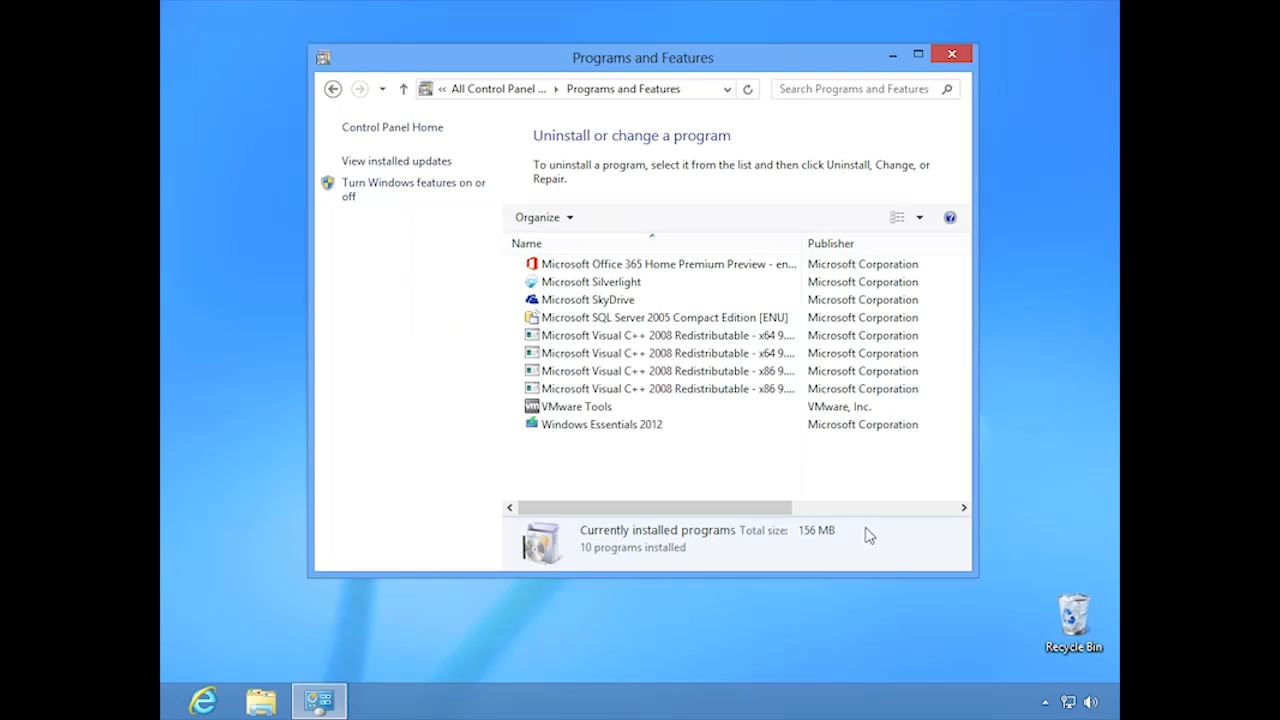 Programs and Features
« All Control Panel ... Programs and Features
Search Programs and Features
Control Panel Home
View installed updates
Turn Windows features on or
off
Uninstall or change a program
To uninstall a program, select it from the list and then click Uninstall, Change, or
Repair.
Organize
Name Publisher
Microsoft Office 365 Home Premium Preview - en... Microsoft Corporation
Microsoft Silverlight Microsoft Corporation
Microsoft SkyDrive Microsoft Corporation
Microsoft SQL Server 2005 Compact Edition [ENU] Microsoft Corporation
Microsoft Visual C++ 2008 Redistributable - x64 9.... Microsoft Corporation
Microsoft Visual C++ 2008 Redistributable - x64 9.... Microsoft Corporation
Microsoft Visual C++ 2008 Redistributable - x86 9.... Microsoft Corporation
Microsoft Visual C++ 2008 Redistributable - x86 9.... Microsoft Corporation
vm VMware Tools VMware, Inc.
Windows Essentials 2012 Microsoft Corporation
Currently installed programs Total size: 156 MB
10 programs installed
Recycle Bin